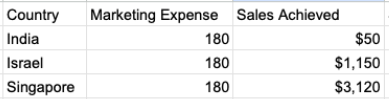 Country Marketing Expense Sales Achieved
India 180 $50
Israel 180 $1,150
Singapore 180 $3,120